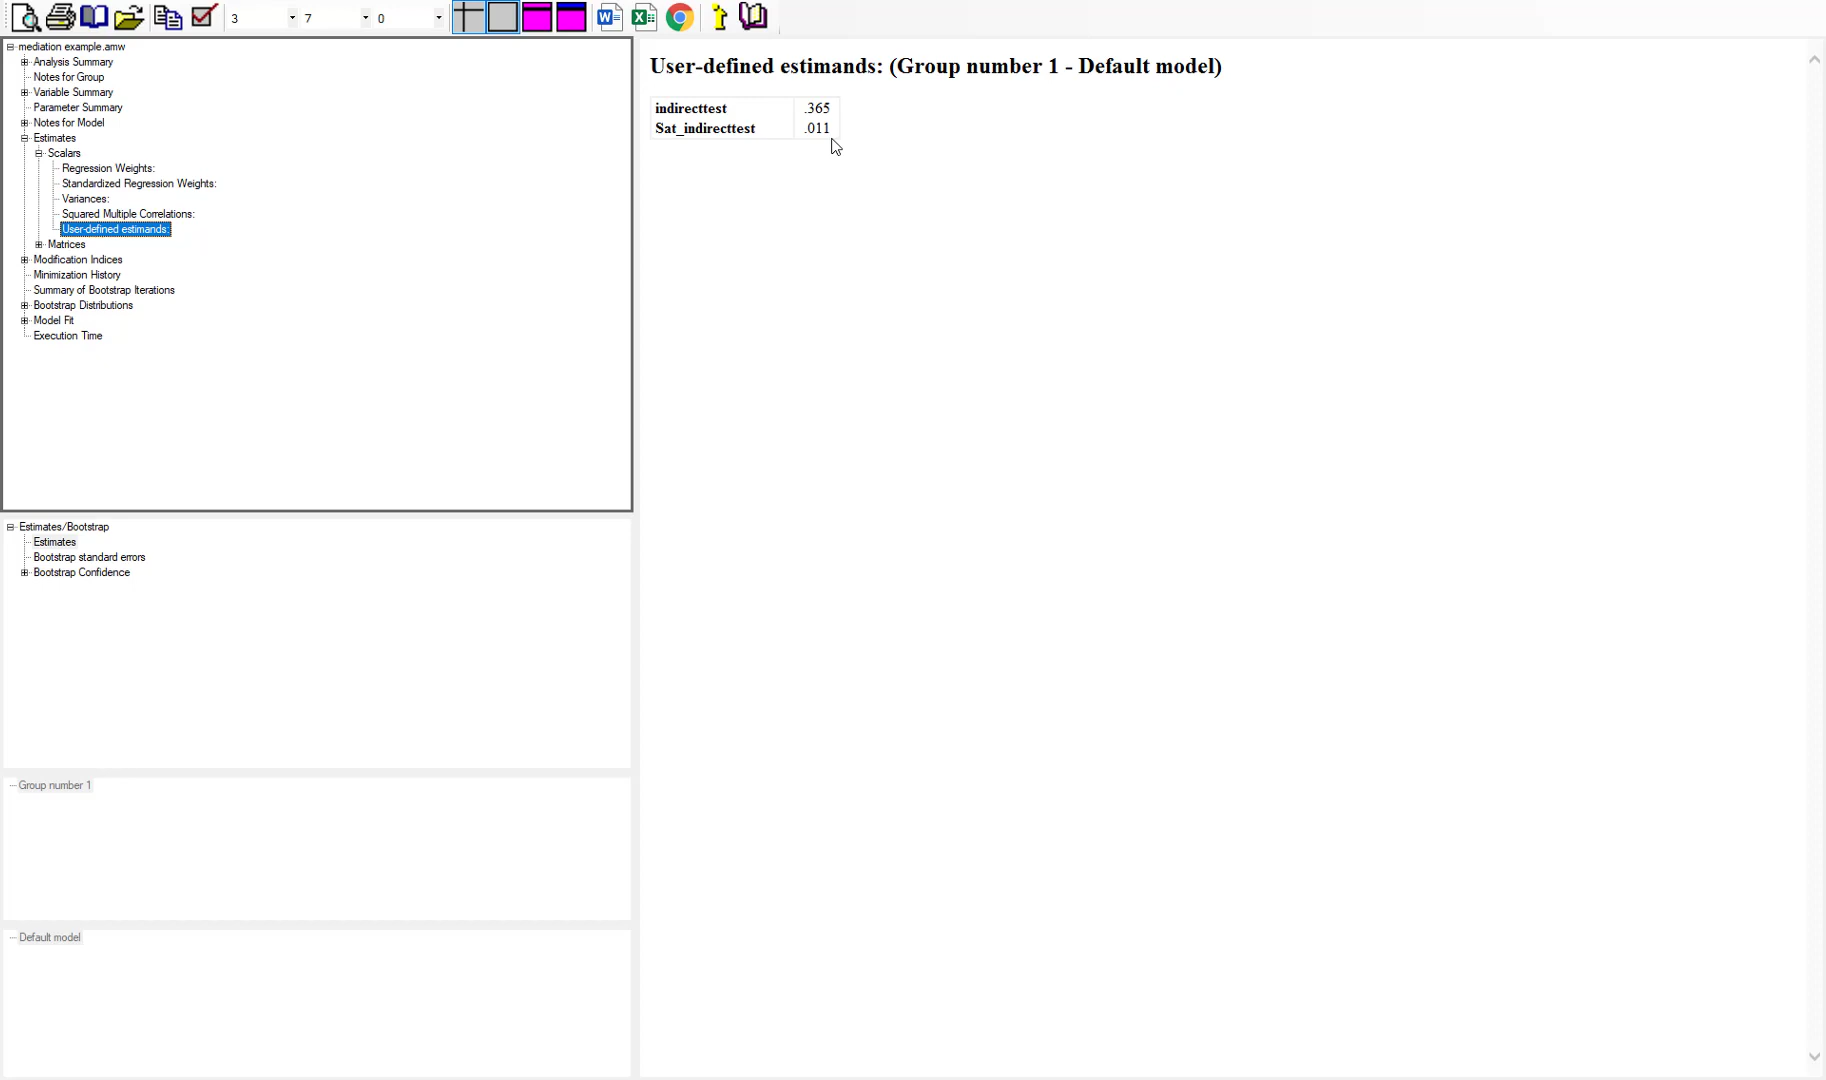 3 7 0
mediation example.amw
Analysis Summary
Notes for Group
Variable Summary
Parameter Summary
Notes for Model
Estimates
Scalars
Regression Weights:
Standardized Regression Weights:
Variances:
Squared Multiple Correlations:
User-defined estimands:
Matrices
Modification Indices
Minimization History
Summary of Bootstrap Iterations
Bootstrap Distributions
Model Fit
Execution Time
Estimates/Bootstrap
Estimates
Bootstrap standard errors
Bootstrap Confidence
Group number 1
Default model
User-defined estimands: (Group number 1 - Default model)
indirecttest .365
Sat_indirecttest .011